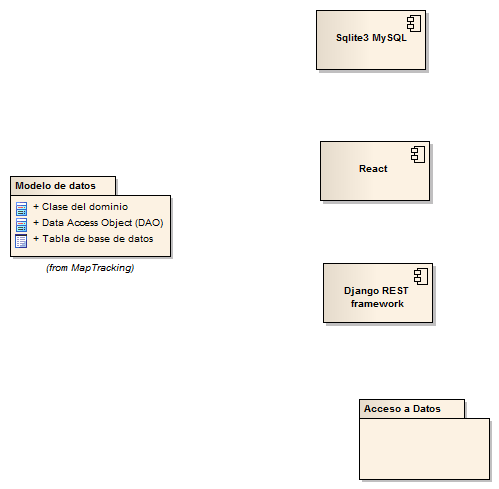 Sqlite3 MySQL
React
Modelo de datos
+ Clase del dominio
+ Data Access Object (DAO)
+ Tabla de base de datos
(from MapTracking)
Django REST
framework
Acceso a Datos